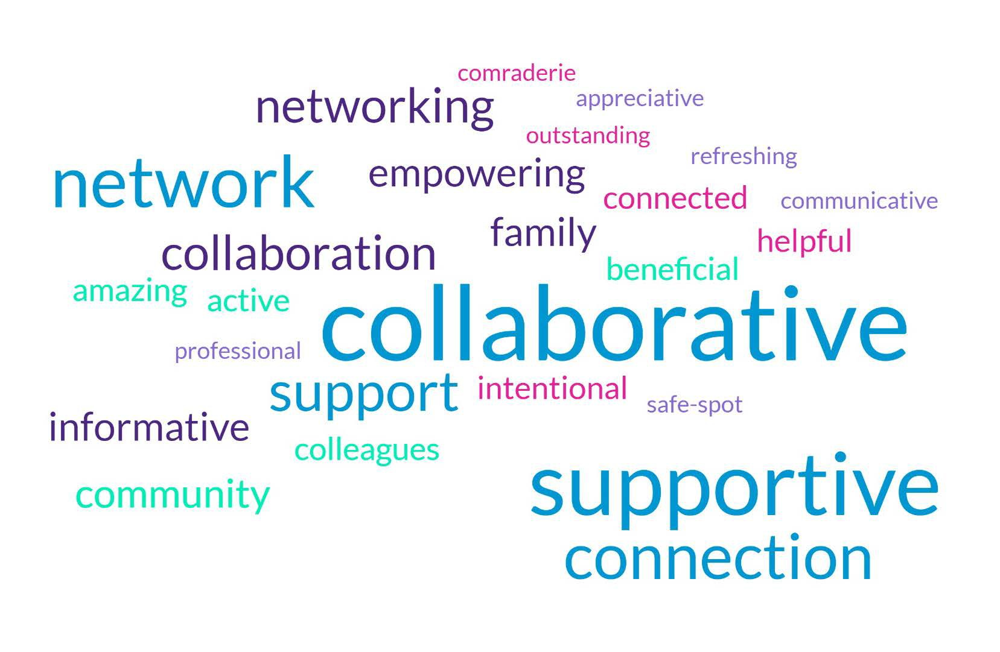 comraderie
networking
appreciative
outstanding
refreshing
network
empowering
connected
communicative
family
collaboration
helpful
beneficial
amazing
active
collaborative
professional
support
intentional
safe-spot
informative
colleagues
community
supportive
connection